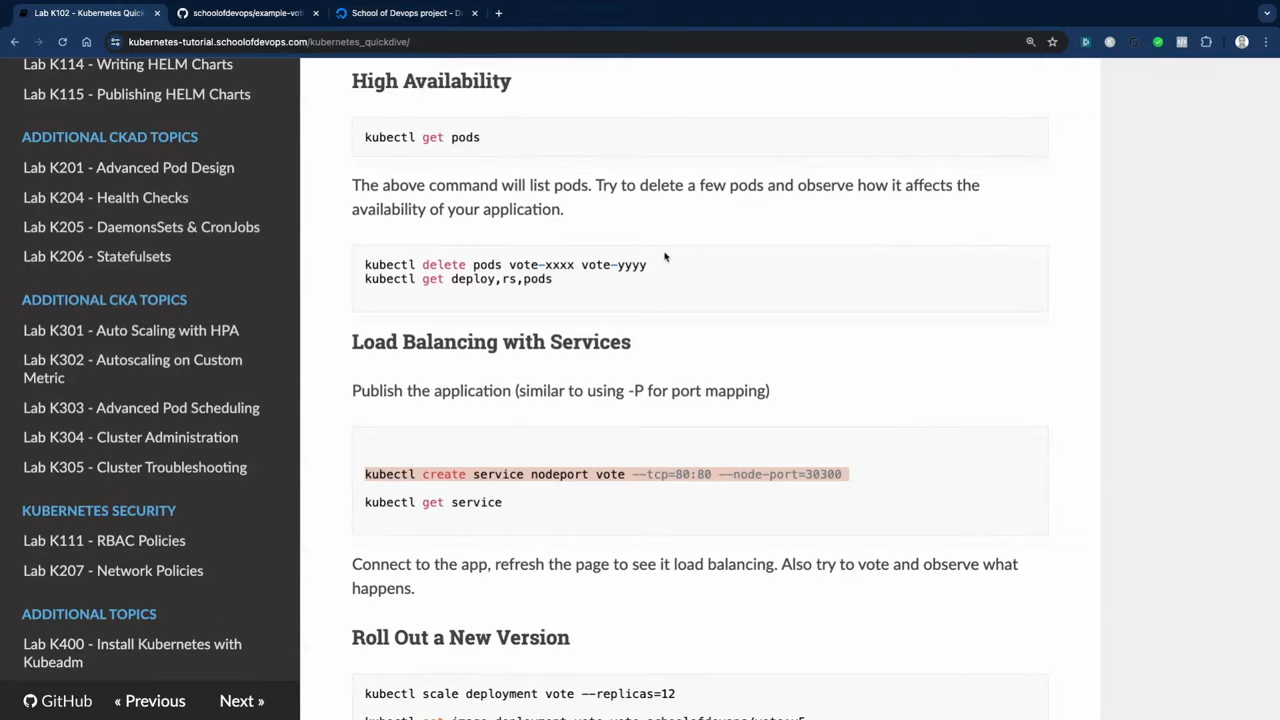 Lab K102 - Kubernetes Quick
schoolofdevops/example-vot
School of Devops project - D
kubernetes-tutorial.schoolofdevops.com/kubernetes_quickdive/
Lab K114 - Writing HELM Charts
Lab K115 - Publishing HELM Charts
ADDITIONAL CKAD TOPICS
Lab K201 - Advanced Pod Design
Lab K204 - Health Checks
Lab K205 - DaemonsSets & CronJobs
Lab K206 - Statefulsets
ADDITIONAL CKA TOPICS
Lab K301 - Auto Scaling with HPA
Lab K302 - Autoscaling on Custom
Metric
Lab K303 - Advanced Pod Scheduling
Lab K304 - Cluster Administration
Lab K305 - Cluster Troubleshooting
KUBERNETES SECURITY
Lab K111 - RBAC Policies
Lab K207 - Network Policies
ADDITIONAL TOPICS
Lab K400 - Install Kubernetes with
Kubeadm
GitHub « Previous Next »
High Availability
kubectl get pods
The above command will list pods. Try to delete a few pods and observe how it affects the
availability of your application.
kubectl delete pods vote-xxxx vote-yyyy
kubectl get deploy,rs,pods
Load Balancing with Services
Publish the application (similar to using -P for port mapping)
kubectl create service nodeport vote --tcp=80:80 --node-port=30300
kubectl get service
Connect to the app, refresh the page to see it load balancing. Also try to vote and observe what
happens.
Roll Out a New Version
kubectl scale deployment vote --replicas=12